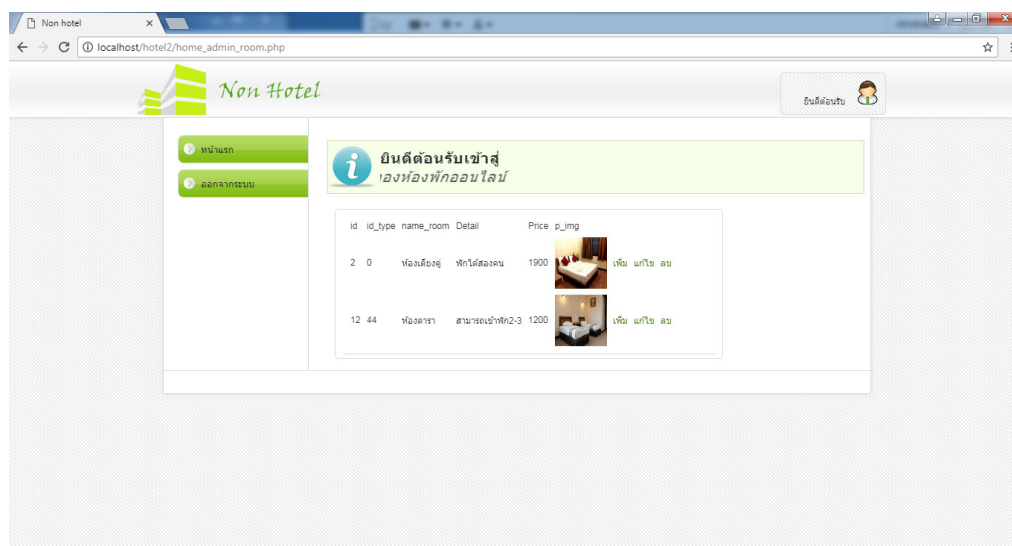 Non hotel
localhost/hotel2/home_admin_room.php
Non Hotel
ยินดีต้อนรับ
หน้าแรก
ออกจากระบบ
ยินดีต้อนรับเข้าสู่
องห้องพักออนไลน์
id id_type name_room Detail Price p_img
2 0 ห้องเตียงคู่ พักได้สองคน 1900 เพิ่ม แก้ไข ลบ
12 44 ห้องดารา สามารถเข้าพัก2-3 1200 เพิ่ม แก้ไข ลบ